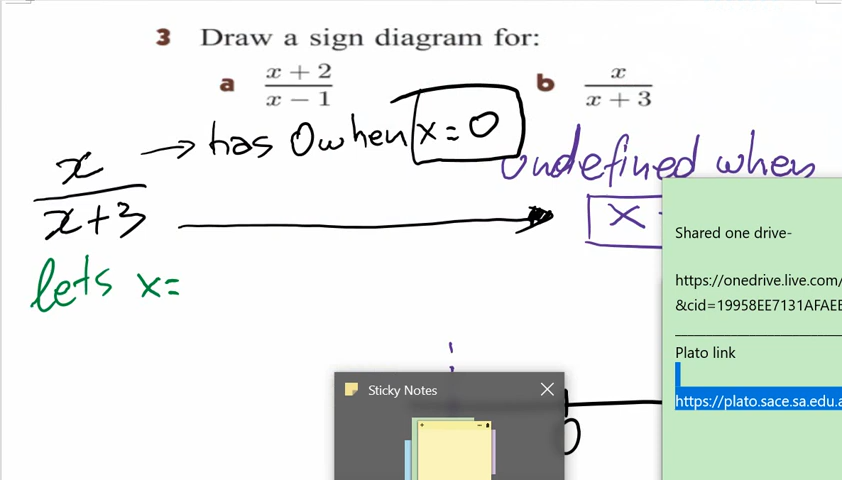 3 Draw a sign diagram for:
a (x + 2)/(x − 1) b x/(x + 3)
x/(x+3) → has 0 when x = 0
Undefined when
x
lets x=
0
Shared one drive-
https://onedrive.live.com/
&cid=19958EE7131AFAEE
Plato link
https://plato.sace.sa.edu.a
Sticky Notes